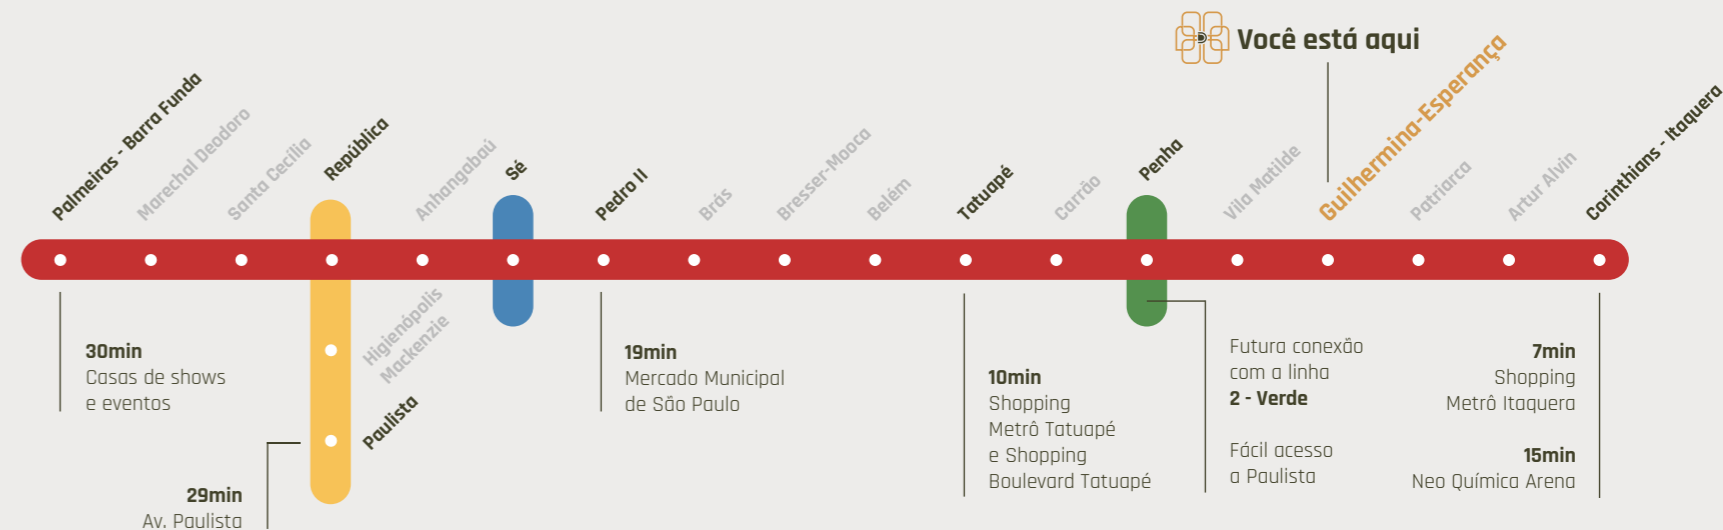 Você está aqui
Palmeiras - Barra Funda
Marechal Deodoro
Santa Cecília
República
Anhangabaú
Sé
Pedro II
Brás
Bresser-Mooca
Belém
Tatuapé
Carrão
Penha
Vila Matilde
Guilhermina-Esperança
Patriarca
Artur Alvin
Corinthians - Itaquera
Higienópolis
Mackenzie
Paulista
30min
Casas de shows
e eventos
29min
Av. Paulista
19min
Mercado Municipal
de São Paulo
10min
Shopping
Metrô Tatuapé
e Shopping
Boulevard Tatuapé
Futura conexão
com a linha
2 - Verde
Fácil acesso
a Paulista
7min
Shopping
Metrô Itaquera
15min
Neo Química Arena